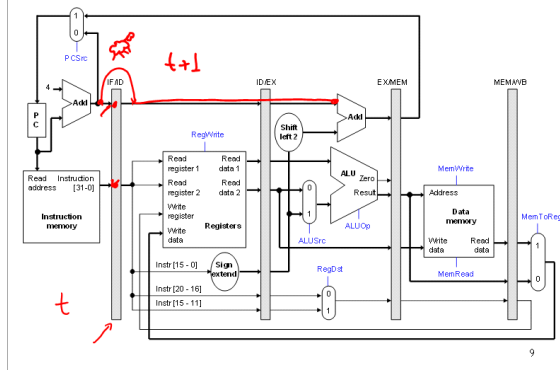 1
0
PCSrc
t+1
IF/ID
ID/EX
EX/MEM
MEM/WB
4
Add
P
C
Add
Shift
left 2
RegWrite
Read
address
Instruction
[31-0]
Instruction
memory
Read
register 1
Read
data 1
Read
register 2
Read
data 2
Write
register
Write
data
Registers
0
1
ALUSrc
ALU
Zero
Result
ALUOp
MemWrite
Address
Data
memory
Write
data
Read
data
MemRead
MemToReg
1
0
Instr [15 - 0]
Sign
extend
RegDst
Instr [20 - 16]
Instr [15 - 11]
0
1
t
9